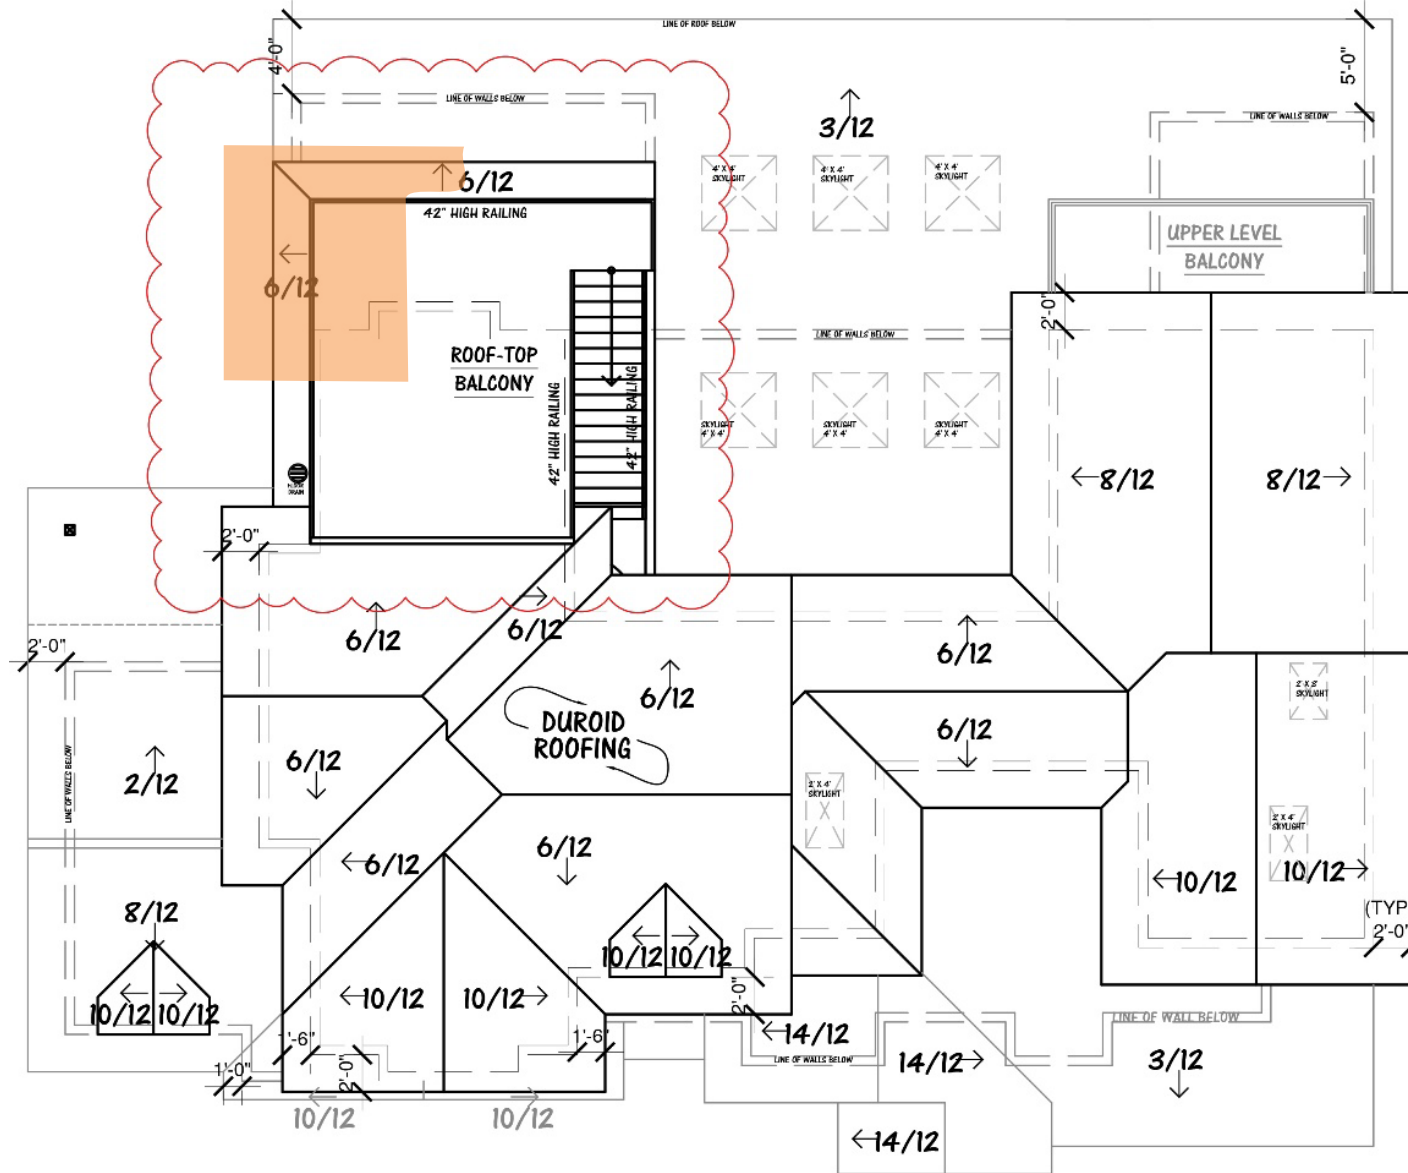 LINE OF ROOF BELOW
4'-0"
5'-0"
LINE OF WALLS BELOW
3/12
LINE OF WALLS BELOW
4' X 4'
SKYLIGHT
4' X 4'
SKYLIGHT
4' X 4'
SKYLIGHT
6/12
42" HIGH RAILING
UPPER LEVEL
BALCONY
6/12
2'-0"
LINE OF WALLS BELOW
ROOF-TOP
BALCONY
42" HIGH RAILING
42" HIGH RAILING
SKYLIGHT
4' X 4'
SKYLIGHT
4' X 4'
SKYLIGHT
4' X 4'
8/12
8/12
DRAIN
2'-0"
6/12
6/12
6/12
2'-0"
6/12
2' X 2'
SKYLIGHT
DUROID
ROOFING
6/12
6/12
LINE OF WALLS BELOW
2/12
2' X 4'
SKYLIGHT
2' X 4'
SKYLIGHT
6/12
6/12
10/12
10/12
8/12
(TYP
2'-0"
10/12
10/12
10/12
10/12
10/12
10/12
2'-0"
14/12
LINE OF WALL BELOW
1'-6"
1'-6"
LINE OF WALLS BELOW
14/12
3/12
1'-0"
2'-0"
10/12
10/12
14/12